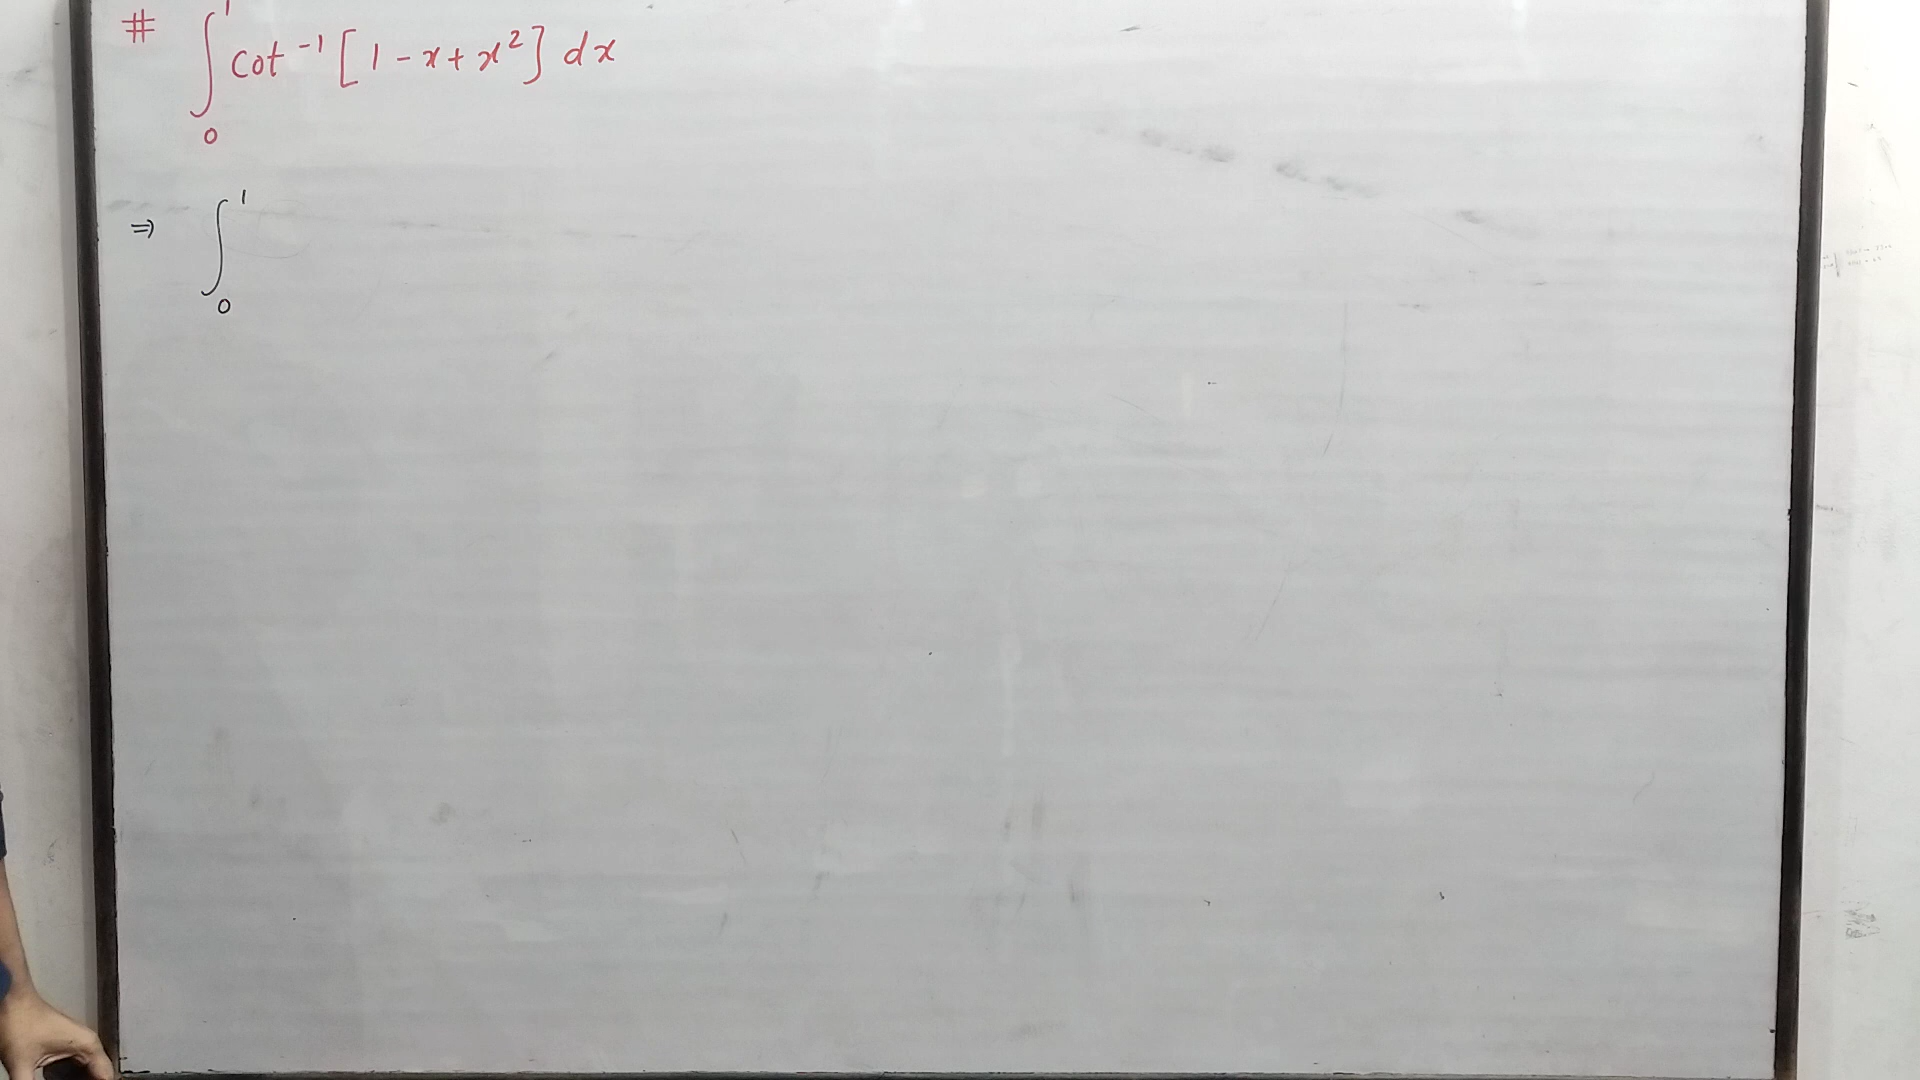 # ∫₀¹ cot⁻¹ [1 - x + x²] dx
⇒ ∫₀¹